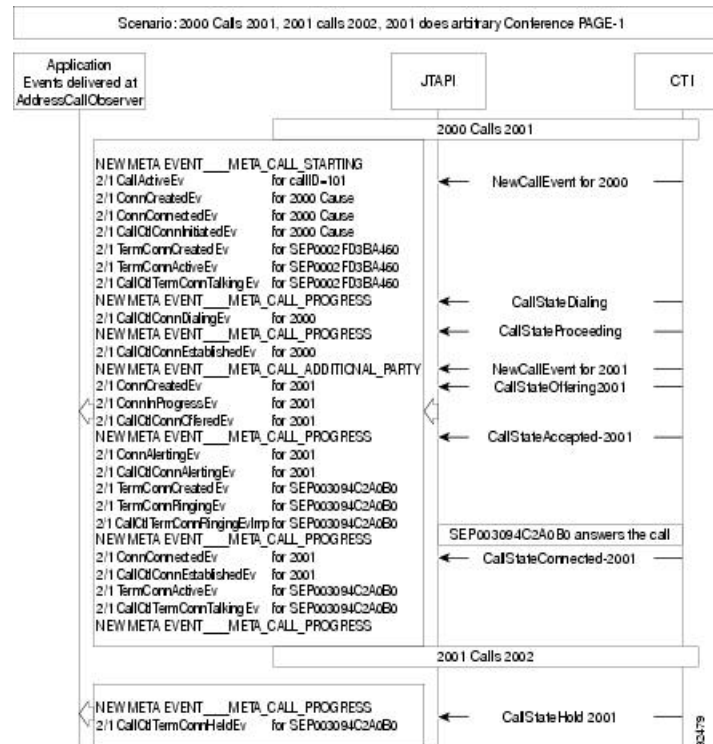 Scenario: 2000 Calls 2001, 2001 calls 2002, 2001 does arbitrary Conference PAGE-1
Application
Events delivered at
AddressCallObserver
JTAPI
CTI
2000 Calls 2001
NEW META EVENT____META_CALL_STARTING
2/1 CallActiveEv for callID=101
NewCallEvent for 2000
2/1 ConnCreatedEv for 2000 Cause
2/1 ConnConnectedEv for 2000 Cause
2/1 CallCtlConnInitiatedEv for 2000 Cause
2/1 TermConnCreatedEv for SEP0002FD3BA460
2/1 TermConnActiveEv for SEP0002FD3BA460
2/1 CallCtlTermConnTalkingEv for SEP0002FD3BA460
NEW META EVENT____META_CALL_PROGRESS
CallStateDialing
2/1 CallCtlConnDialingEv for 2000
NEW META EVENT____META_CALL_PROGRESS
CallStateProceeding
2/1 CallCtlConnEstablishedEv for 2000
NEW META EVENT____META_CALL_ADDITIONAL_PARTY
NewCallEvent for 2001
2/1 ConnCreatedEv for 2001
CallStateOffering2001
2/1 ConnInProgressEv for 2001
2/1 CallCtlConnOfferedEv for 2001
NEW META EVENT____META_CALL_PROGRESS
CallStateAccepted-2001
2/1 ConnAlertingEv for 2001
2/1 CallCtlConnAlertingEv for 2001
2/1 TermConnCreatedEv for SEP003094C2A0B0
2/1 TermConnRingingEv for SEP003094C2A0B0
2/1 CallCtlTermConnRingingEvImp for SEP003094C2A0B0
NEW META EVENT____META_CALL_PROGRESS
SEP003094C2A0B0 answers the call
2/1 ConnConnectedEv for 2001
CallStateConnected-2001
2/1 CallCtlConnEstablishedEv for 2001
2/1 TermConnActiveEv for SEP003094C2A0B0
2/1 CallCtlTermConnTalkingEv for SEP003094C2A0B0
NEW META EVENT____META_CALL_PROGRESS
2001 Calls 2002
NEW META EVENT____META_CALL_PROGRESS
2/1 CallCtlTermConnHeldEv for SEP003094C2A0B0
CallStateHold 2001